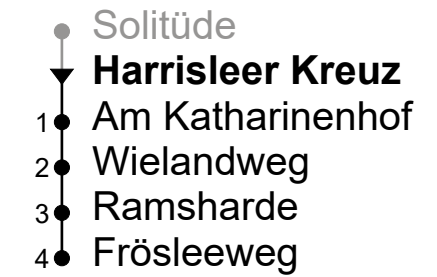 Solitüde
Harrisleer Kreuz
1 Am Katharinenhof
2 Wielandweg
3 Ramsharde
4 Frösleeweg